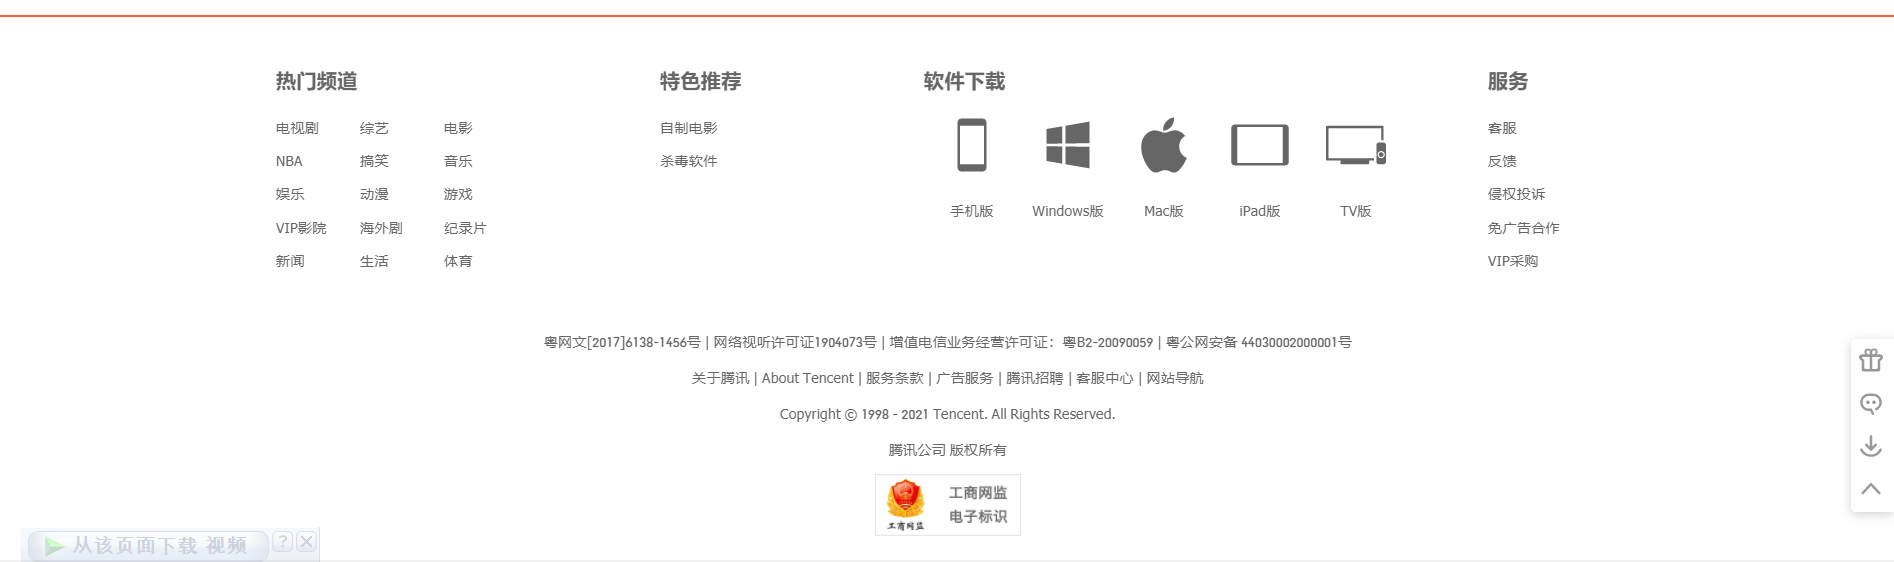 热门频道
电视剧 综艺 电影
NBA 搞笑 音乐
娱乐 动漫 游戏
VIP影院 海外剧 纪录片
新闻 生活 体育
特色推荐
自制电影
杀毒软件
软件下载
手机版 Windows版 Mac版 iPad版 TV版
服务
客服
反馈
侵权投诉
免广告合作
VIP采购
粤网文[2017]6138-1456号 | 网络视听许可证1904073号 | 增值电信业务经营许可证：粤B2-20090059 | 粤公网安备 44030002000001号
关于腾讯 | About Tencent | 服务条款 | 广告服务 | 腾讯招聘 | 客服中心 | 网站导航
Copyright © 1998 - 2021 Tencent. All Rights Reserved.
腾讯公司 版权所有
工商网监
工商网监
电子标识
从该页面下载 视频 ?